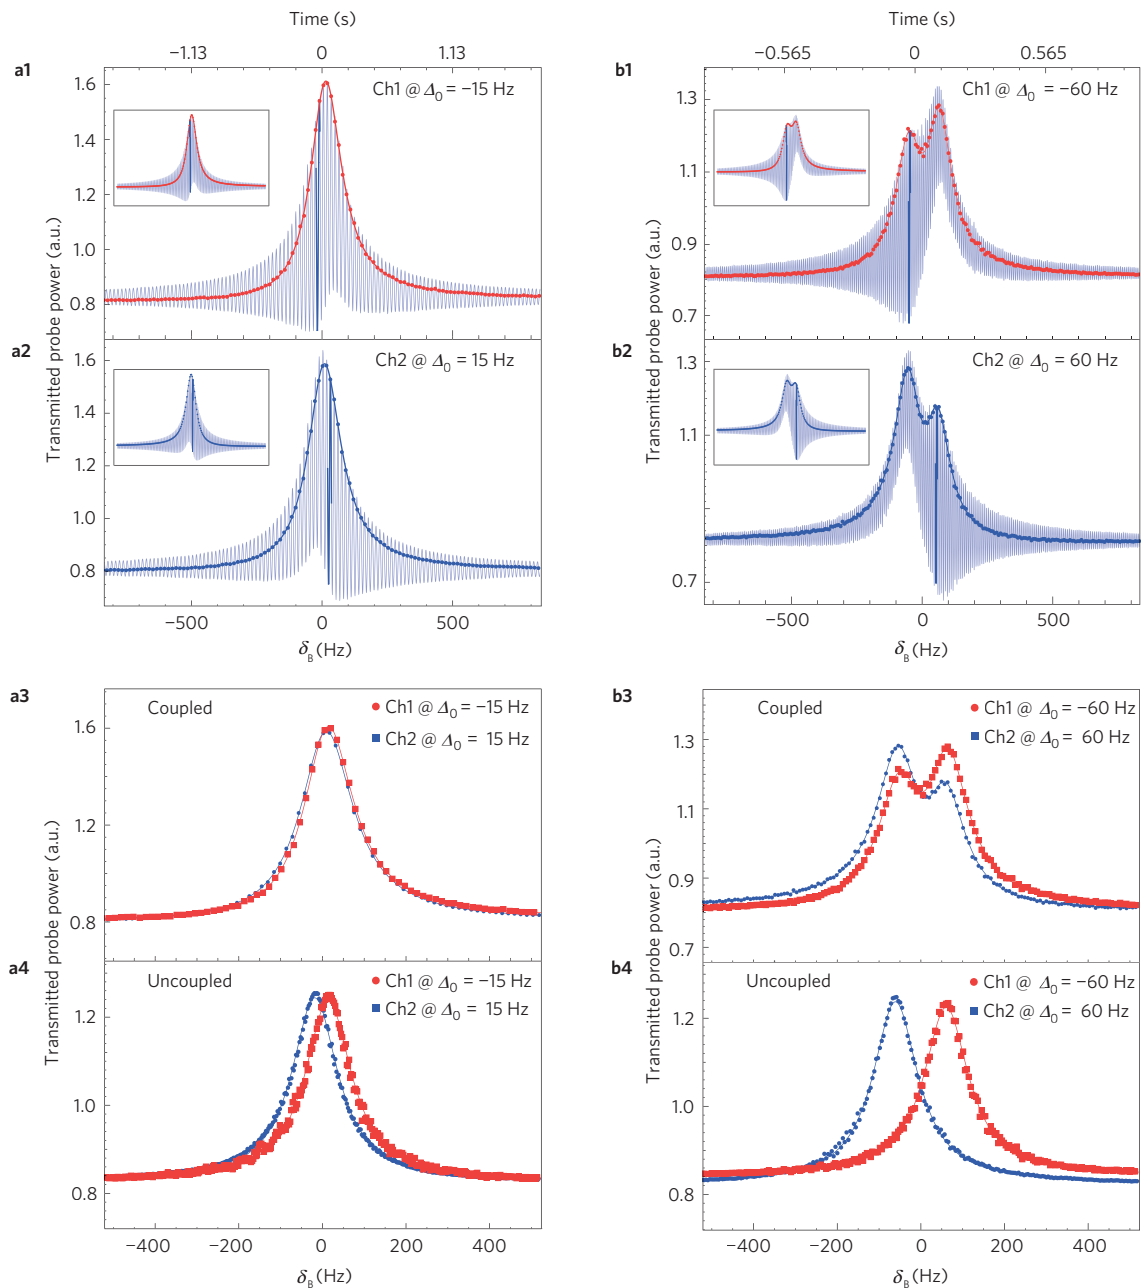 Time (s)
−1.13 0 1.13
a1
Ch1 @ Δ₀ = −15 Hz
1.6
1.4
1.2
1.0
0.8
a2
Ch2 @ Δ₀ = 15 Hz
1.6
1.4
1.2
1.0
0.8
Transmitted probe power (a.u.)
−500 0 500
δ_B (Hz)
Time (s)
−0.565 0 0.565
b1
Ch1 @ Δ₀ = −60 Hz
1.3
1.1
0.9
0.7
b2
Ch2 @ Δ₀ = 60 Hz
1.3
1.1
0.7
Transmitted probe power (a.u.)
−500 0 500
δ_B (Hz)
a3
Coupled
Ch1 @ Δ₀ = −15 Hz
Ch2 @ Δ₀ = 15 Hz
1.6
1.2
0.8
a4
Uncoupled
Ch1 @ Δ₀ = −15 Hz
Ch2 @ Δ₀ = 15 Hz
1.2
1.0
0.8
Transmitted probe power (a.u.)
−400 −200 0 200 400
δ_B (Hz)
b3
Coupled
Ch1 @ Δ₀ = −60 Hz
Ch2 @ Δ₀ = 60 Hz
1.3
1.1
0.9
0.7
b4
Uncoupled
Ch1 @ Δ₀ = −60 Hz
Ch2 @ Δ₀ = 60 Hz
1.2
1.0
0.8
Transmitted probe power (a.u.)
−400 −200 0 200 400
δ_B (Hz)